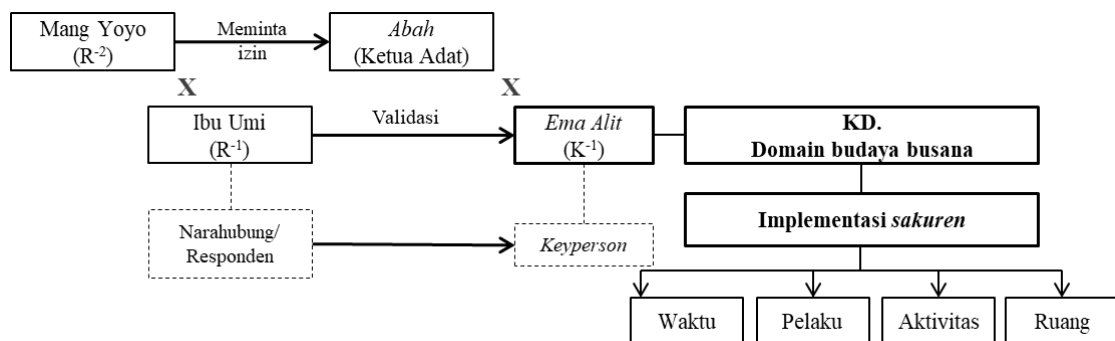 Mang Yoyo
(R⁻²)
Meminta
izin
Abah
(Ketua Adat)
X
X
Ibu Umi
(R⁻¹)
Validasi
Ema Alit
(K⁻¹)
KD.
Domain budaya busana
Narahubung/
Responden
Keyperson
Implementasi sakuren
Waktu
Pelaku
Aktivitas
Ruang